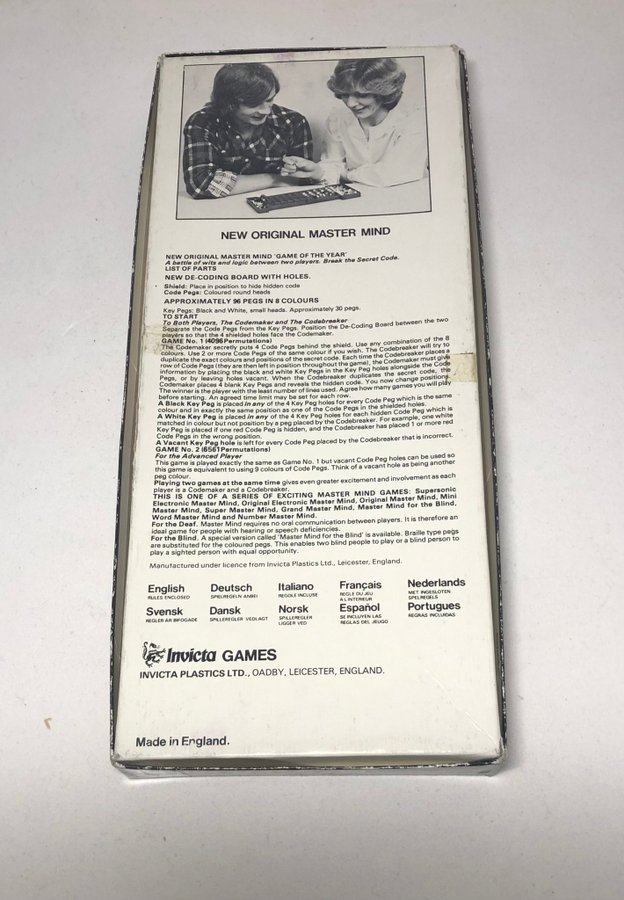 NEW ORIGINAL MASTER MIND
NEW ORIGINAL MASTER MIND 'GAME OF THE YEAR'
A battle of wits and logic between two players. Break the Secret Code.
LIST OF PARTS
NEW DE-CODING BOARD WITH HOLES.
Shield: Place in position to hide hidden code
Code Pegs: Coloured round heads
APPROXIMATELY 96 PEGS IN 8 COLOURS
Key Pegs: Black and White, small heads. Approximately 30 pegs.
TO START
To Both Players, The Codemaker and The Codebreaker
Separate the Code Pegs from the Key Pegs. Position the De-Coding Board between the two
players so that the 4 shielded holes face the Codemaker.
GAME No. 1 (4096 Permutations)
The Codemaker secretly puts 4 Code Pegs behind the shield. Use any combination of the 8
colours. Use 2 or more Code Pegs of the same colour if you wish. The Codebreaker will try to
duplicate the exact colours and positions of the secret code. Each time the Codebreaker places a
row of Code Pegs (they are then left in position throughout the game), the Codemaker must give
information by placing the black and white Key Pegs in the Key Peg holes alongside the Code
Pegs, or by leaving holes vacant. When the Codebreaker duplicates the secret code, the
Codemaker places 4 blank Key Pegs and reveals the hidden code. You now change positions.
The winner is the player with the least number of lines used. Agree how many games you will play
before starting. An agreed time limit may be set for each row.
A Black Key Peg is placed in any of the 4 Key Peg holes for every Code Peg which is the same
colour and in exactly the same position as one of the Code Pegs in the shielded holes.
A White Key Peg is placed in any of the 4 Key Peg holes for each hidden Code Peg which is
matched in colour but not position by a peg placed by the Codebreaker. For example, one white
Key Peg is placed if one red Code Peg is hidden, and the Codebreaker has placed 1 or more red
Code Pegs in the wrong position.
A Vacant Key Peg hole is left for every Code Peg placed by the Codebreaker that is incorrect.
GAME No. 2 (6561 Permutations)
For the Advanced Player
This game is played exactly the same as Game No. 1 but vacant Code Peg holes can be used so
this game is equivalent to using 9 colours of Code Pegs. Think of a vacant hole as being another
peg colour.
Playing two games at the same time gives even greater excitement and involvement as each
player is a Codemaker and a Codebreaker.
THIS IS ONE OF A SERIES OF EXCITING MASTER MIND GAMES: Supersonic
Electronic Master Mind, Original Electronic Master Mind, Original Master Mind, Mini
Master Mind, Super Master Mind, Grand Master Mind, Master Mind for the Blind,
Word Master Mind and Number Master Mind.
For the Deaf. Master Mind requires no oral communication between players. It is therefore an
ideal game for people with hearing or speech deficiencies.
For the Blind. A special version called 'Master Mind for the Blind' is available. Braille type pegs
are substituted for the coloured pegs. This enables two blind people to play or a blind person to
play a sighted person with equal opportunity.
Manufactured under licence from Invicta Plastics Ltd., Leicester, England.
English Deutsch Italiano Français Nederlands
RULES ENCLOSED SPIELREGELN ANBEI REGOLE INCLUSE REGLE DU JEU A L'INTERIEUR MET INGESLOTEN SPELREGELS
Svensk Dansk Norsk Español Portugues
REGLER ÄR BIFOGADE SPILLEREGLER VEDLAGT SPILLEREGLER LIGGER VED SE INCLUYEN LAS REGLAS DEL JEUGO REGRAS INCLUIDAS
Invicta GAMES
INVICTA PLASTICS LTD., OADBY, LEICESTER, ENGLAND.
Made in England.